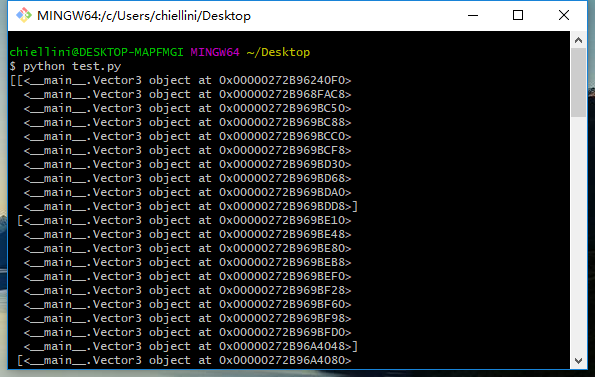 MINGW64:/c/Users/chiellini/Desktop
chiellini@DESKTOP-MAPFMGI MINGW64 ~/Desktop
$ python test.py
[[<__main__.Vector3 object at 0x00000272B96240F0>
  <__main__.Vector3 object at 0x00000272B968FAC8>
  <__main__.Vector3 object at 0x00000272B969BC50>
  <__main__.Vector3 object at 0x00000272B969BC88>
  <__main__.Vector3 object at 0x00000272B969BCC0>
  <__main__.Vector3 object at 0x00000272B969BCF8>
  <__main__.Vector3 object at 0x00000272B969BD30>
  <__main__.Vector3 object at 0x00000272B969BD68>
  <__main__.Vector3 object at 0x00000272B969BDA0>
  <__main__.Vector3 object at 0x00000272B969BDD8>]
 [<__main__.Vector3 object at 0x00000272B969BE10>
  <__main__.Vector3 object at 0x00000272B969BE48>
  <__main__.Vector3 object at 0x00000272B969BE80>
  <__main__.Vector3 object at 0x00000272B969BEB8>
  <__main__.Vector3 object at 0x00000272B969BEF0>
  <__main__.Vector3 object at 0x00000272B969BF28>
  <__main__.Vector3 object at 0x00000272B969BF60>
  <__main__.Vector3 object at 0x00000272B969BF98>
  <__main__.Vector3 object at 0x00000272B969BFD0>
  <__main__.Vector3 object at 0x00000272B96A4048>]
 [<__main__.Vector3 object at 0x00000272B96A4080>